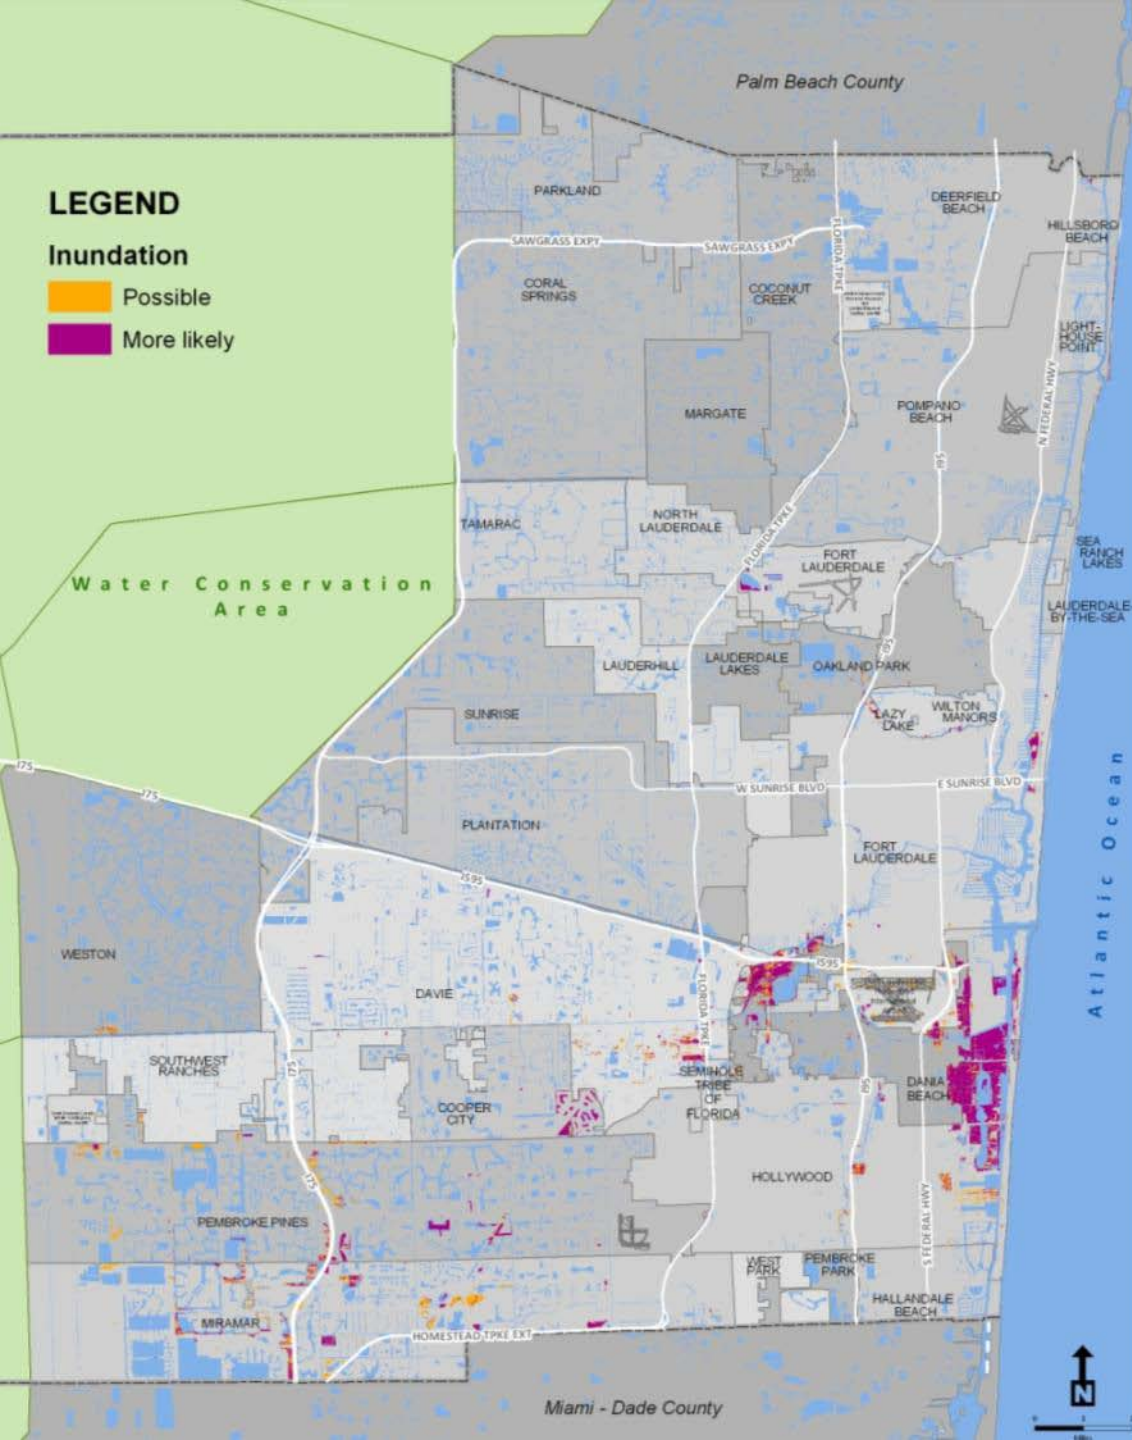 Palm Beach County
LEGEND
Inundation
Possible
More likely
PARKLAND
DEERFIELD
BEACH
HILLSBORO
BEACH
SAWGRASS EXPY
SAWGRASS EXPY
FLORIDA TPKE
CORAL
SPRINGS
COCONUT
CREEK
LIGHT-
HOUSE
POINT
MARGATE
POMPANO
BEACH
N FEDERAL HWY
I95
TAMARAC
NORTH
LAUDERDALE
FLORIDA TPKE
FORT
LAUDERDALE
SEA
RANCH
LAKES
Water Conservation
Area
LAUDERDALE-
BY-THE-SEA
I95
LAUDERHILL
LAUDERDALE
LAKES
OAKLAND PARK
SUNRISE
LAZY
LAKE
WILTON
MANORS
I75
I75
W SUNRISE BLVD
E SUNRISE BLVD
PLANTATION
FORT
LAUDERDALE
Atlantic Ocean
I595
WESTON
I595
DAVIE
FLORIDA TPKE
SOUTHWEST
RANCHES
I75
SEMINOLE
TRIBE
OF
FLORIDA
I95
DANIA
BEACH
COOPER
CITY
I75
HOLLYWOOD
PEMBROKE PINES
S FEDERAL HWY
WEST
PARK
PEMBROKE
PARK
HALLANDALE
BEACH
MIRAMAR
HOMESTEAD TPKE EXT
Miami - Dade County
N
0